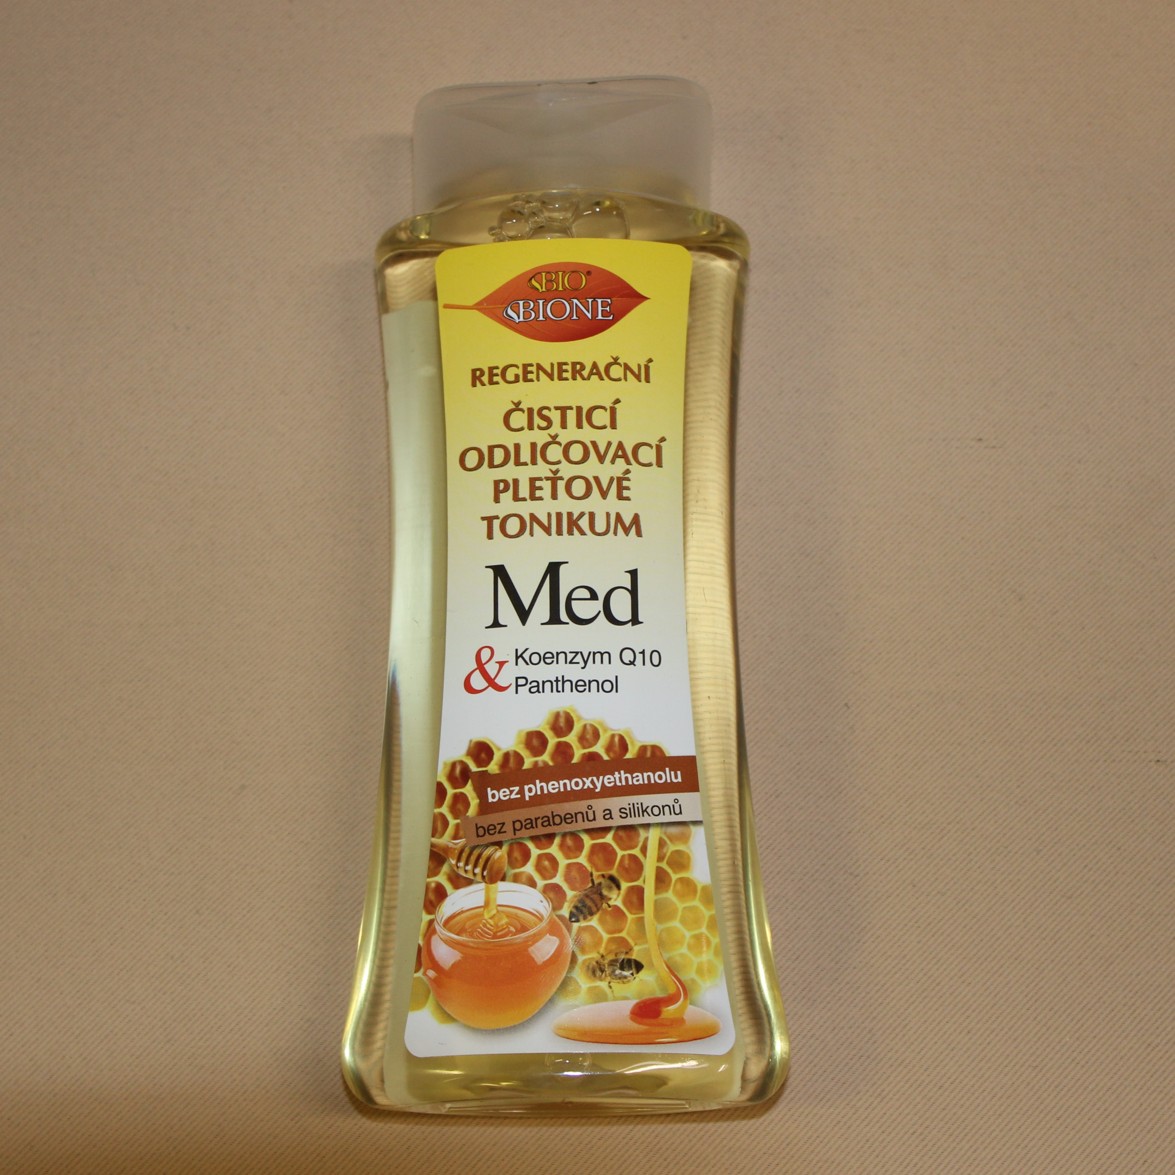 BIO®
BIONE
REGENERAČNÍ
ČISTICÍ
ODLIČOVACÍ
PLEŤOVÉ
TONIKUM
Med
& Koenzym Q10
Panthenol
bez phenoxyethanolu
bez parabenů a silikonů